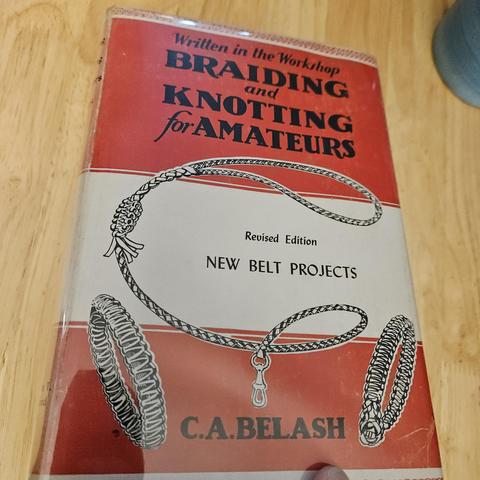 Written in the Workshop
BRAIDING
and
KNOTTING
for AMATEURS
Revised Edition
NEW BELT PROJECTS
C.A.BELASH